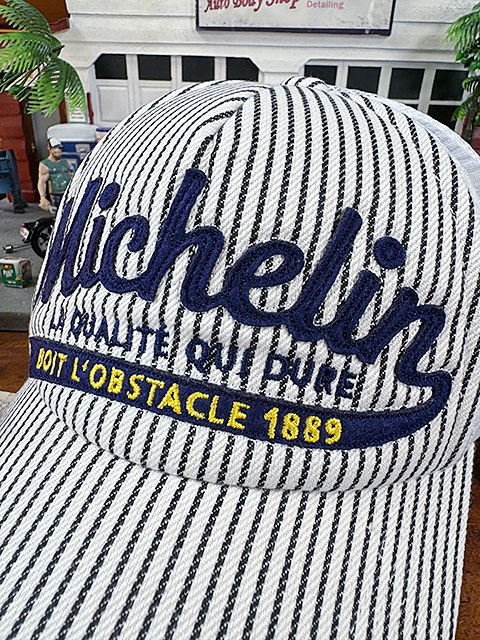 Auto Body Shop
Detailing
Michelin
LA QUALITÉ QUI DURE
BOIT L'OBSTACLE 1889